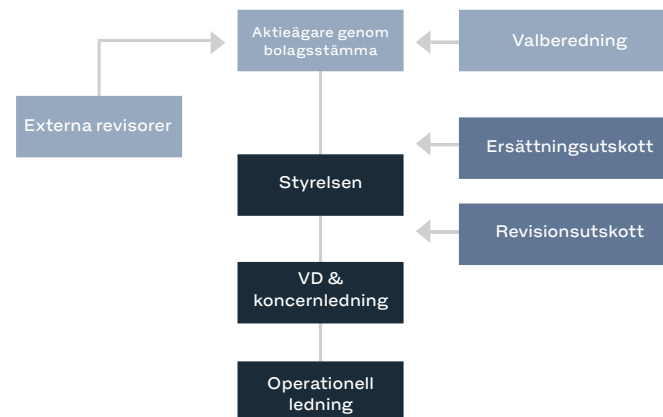 Aktieägare genom
bolagsstämma
Valberedning
Externa revisorer
Ersättningsutskott
Styrelsen
Revisionsutskott
VD &
koncernledning
Operationell
ledning